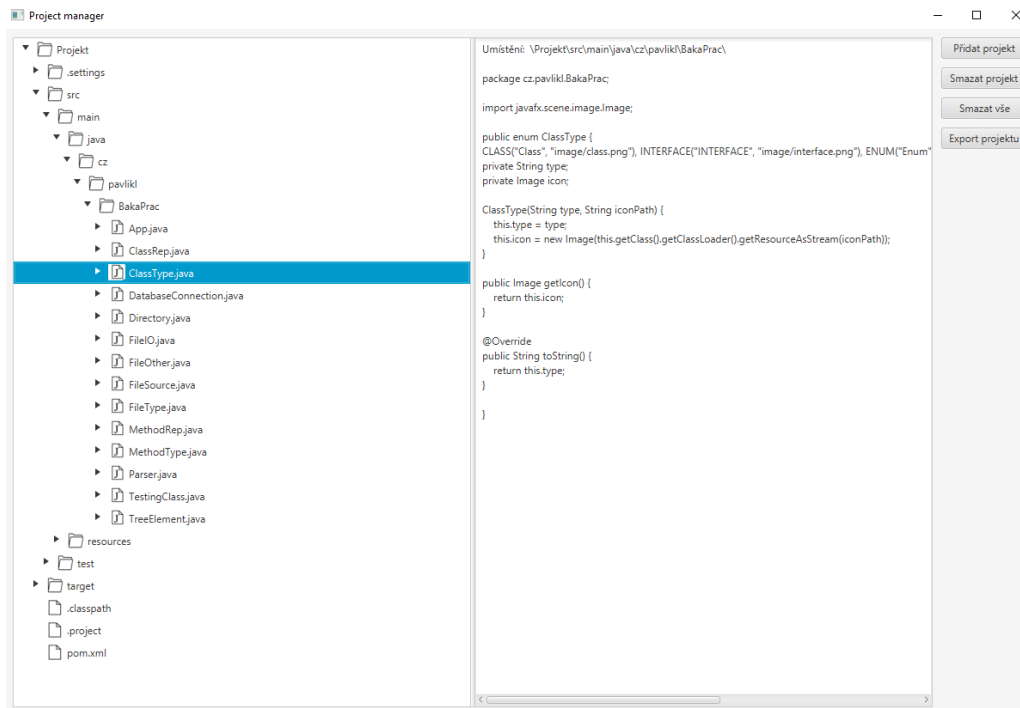 Project manager
Projekt
.settings
src
main
java
cz
pavlikl
BakaPrac
App.java
ClassRep.java
ClassType.java
DatabaseConnection.java
Directory.java
FileIO.java
FileOther.java
FileSource.java
FileType.java
MethodRep.java
MethodType.java
Parser.java
TestingClass.java
TreeElement.java
resources
test
target
.classpath
.project
pom.xml
Umístění: \Projekt\src\main\java\cz\pavlikl\BakaPrac\
package cz.pavlikl.BakaPrac;
import javafx.scene.image.Image;
public enum ClassType {
CLASS("Class", "image/class.png"), INTERFACE("INTERFACE", "image/interface.png"), ENUM("Enum"
private String type;
private Image icon;
ClassType(String type, String iconPath) {
this.type = type;
this.icon = new Image(this.getClass().getClassLoader().getResourceAsStream(iconPath));
}
public Image getIcon() {
return this.icon;
}
@Override
public String toString() {
return this.type;
}
}
Přidat projekt
Smazat projekt
Smazat vše
Export projektu